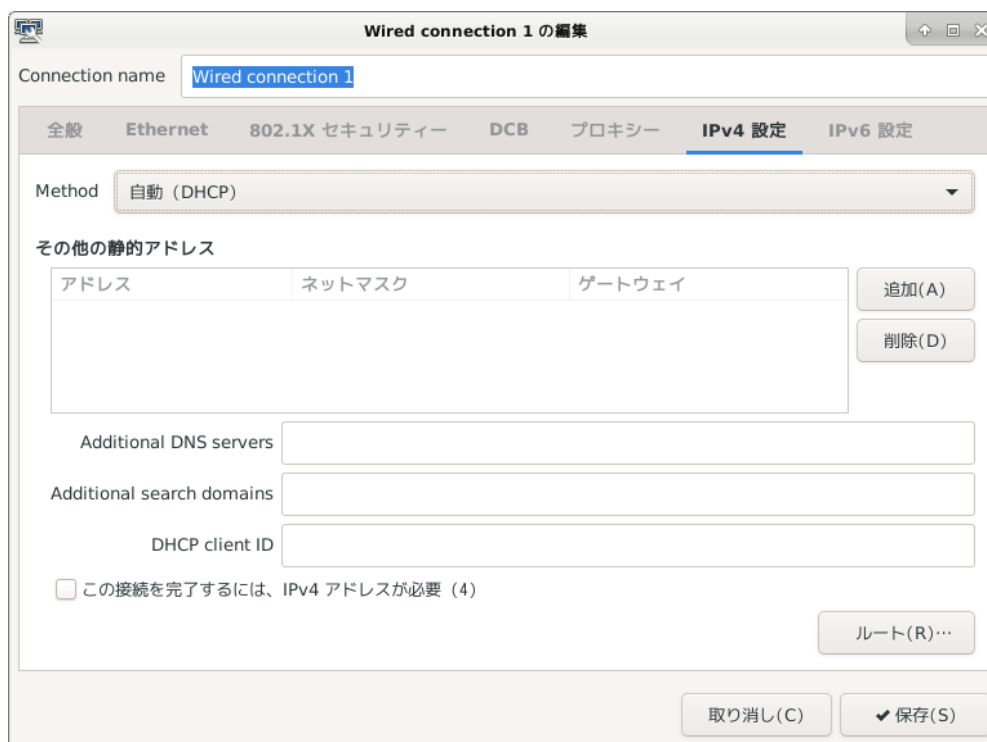 Wired connection 1 の編集
Connection name Wired connection 1
全般 Ethernet 802.1X セキュリティー DCB プロキシー IPv4 設定 IPv6 設定
Method 自動（DHCP）
その他の静的アドレス
アドレス ネットマスク ゲートウェイ
追加(A)
削除(D)
Additional DNS servers
Additional search domains
DHCP client ID
この接続を完了するには、IPv4 アドレスが必要（4）
ルート(R)…
取り消し(C) 保存(S)